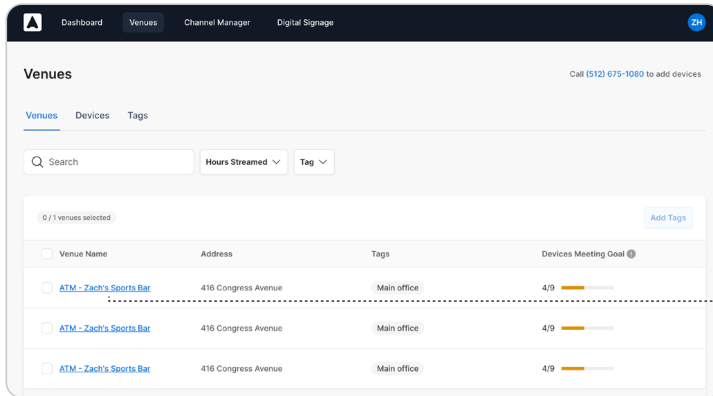 Dashboard Venues Channel Manager Digital Signage ZH
Venues Call (512) 675-1080 to add devices
Venues Devices Tags
Search Hours Streamed Tag
0 / 1 venues selected Add Tags
Venue Name Address Tags Devices Meeting Goal
ATM - Zach's Sports Bar 416 Congress Avenue Main office 4/9
ATM - Zach's Sports Bar 416 Congress Avenue Main office 4/9
ATM - Zach's Sports Bar 416 Congress Avenue Main office 4/9